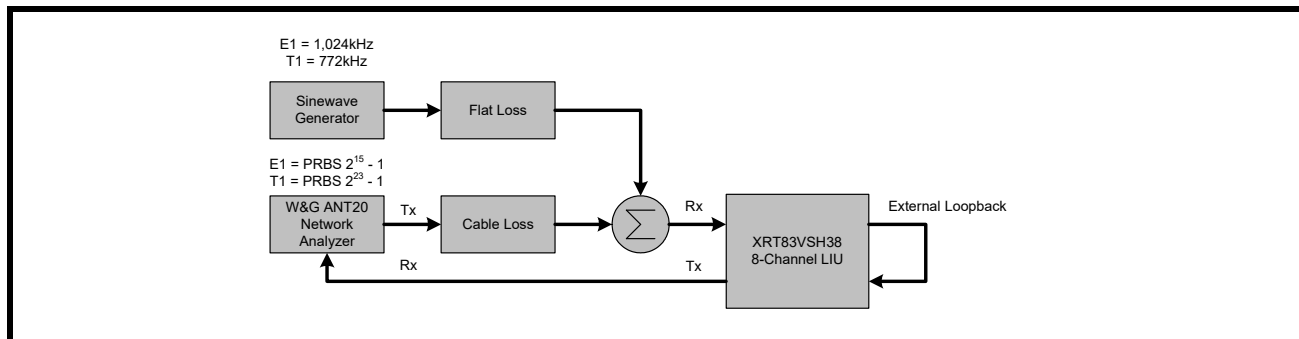 E1 = 1,024kHz
T1 = 772kHz
Sinewave
Generator
Flat Loss
E1 = PRBS 2^15 - 1
T1 = PRBS 2^23 - 1
W&G ANT20
Network
Analyzer
Tx
Cable Loss
Σ
Rx
XRT83VSH38
8-Channel LIU
External Loopback
Rx
Tx